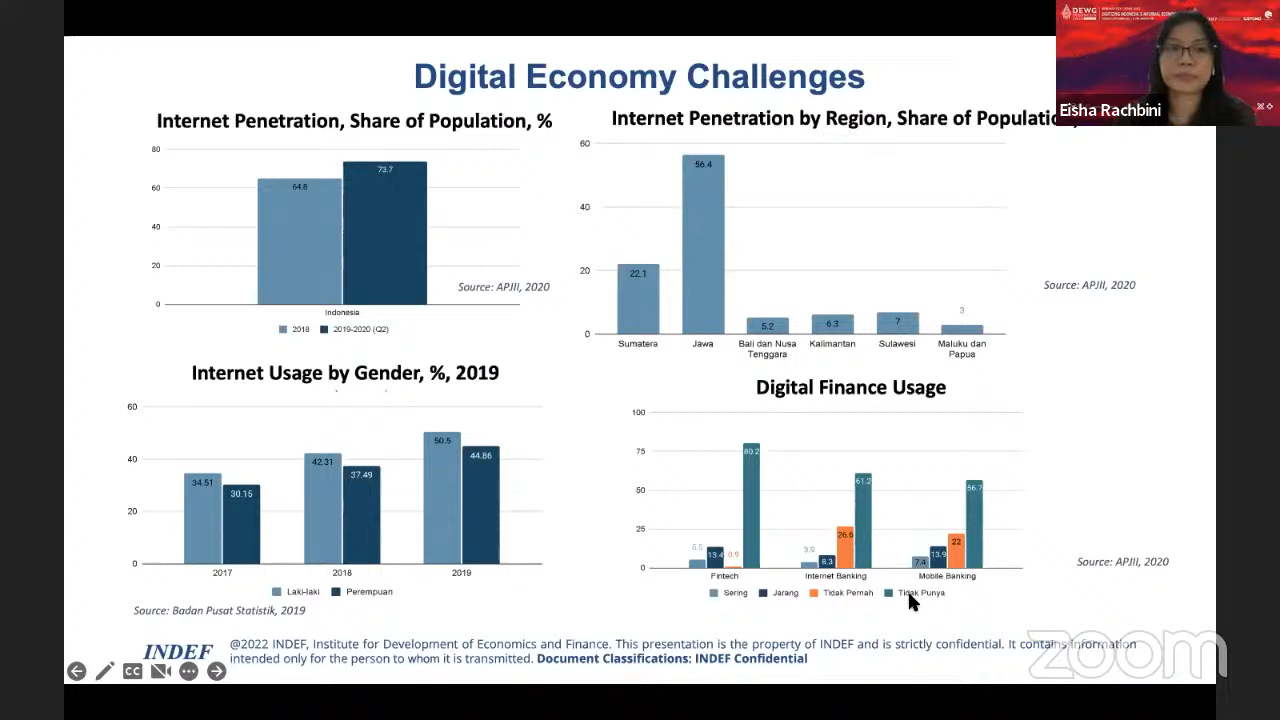 Digital Economy Challenges
Internet Penetration, Share of Population, %
80
60
40
20
0
64.8
73.7
Indonesia
2018
2019-2020 (Q2)
Source: APJII, 2020
Internet Penetration by Region, Share of
60
40
20
0
22.1
56.4
5.2
6.3
7
3
Sumatera
Jawa
Bali dan Nusa
Tenggara
Kalimantan
Sulawesi
Maluku dan
Papua
Source: APJII, 2020
Internet Usage by Gender, %, 2019
60
40
20
0
34.51
30.15
42.31
37.49
50.5
44.86
2017
2018
2019
Laki-laki
Perempuan
Source: Badan Pusat Statistik, 2019
Digital Finance Usage
100
75
50
25
0
5.5
13.4
0.9
80.2
3.9
8.3
26.6
61.2
7.4
13.9
22
56.7
Fintech
Internet Banking
Mobile Banking
Sering
Jarang
Tidak Pernah
Tidak Punya
Source: APJII, 2020
INDEF
@2022 INDEF, Institute for Development of Economics and Finance. This presentation is the property of INDEF and is strictly confidential. It contains information
intended only for the person to whom it is transmitted. Document Classifications: INDEF Confidential
CC
zoom
DEWG
DIGITIZING INDONESIA'S INFORMAL
Eisha Rachbini